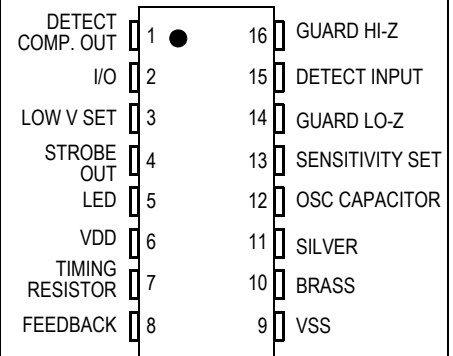 DETECT
COMP. OUT 1 16 GUARD HI-Z
I/O 2 15 DETECT INPUT
LOW V SET 3 14 GUARD LO-Z
STROBE
OUT 4 13 SENSITIVITY SET
LED 5 12 OSC CAPACITOR
VDD 6 11 SILVER
TIMING
RESISTOR 7 10 BRASS
FEEDBACK 8 9 VSS